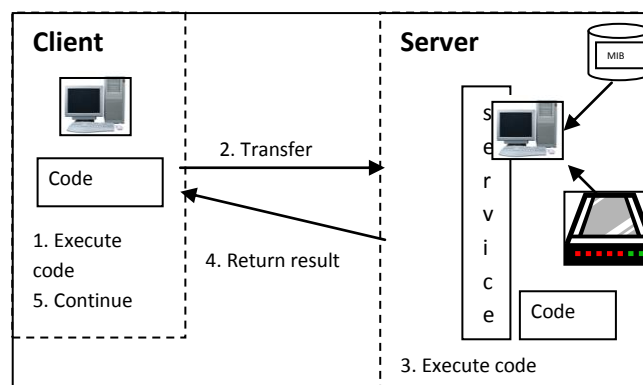 Client
Code
1. Execute
code
5. Continue
2. Transfer
4. Return result
Server
MIB
s
e
r
v
i
c
e
Code
3. Execute code